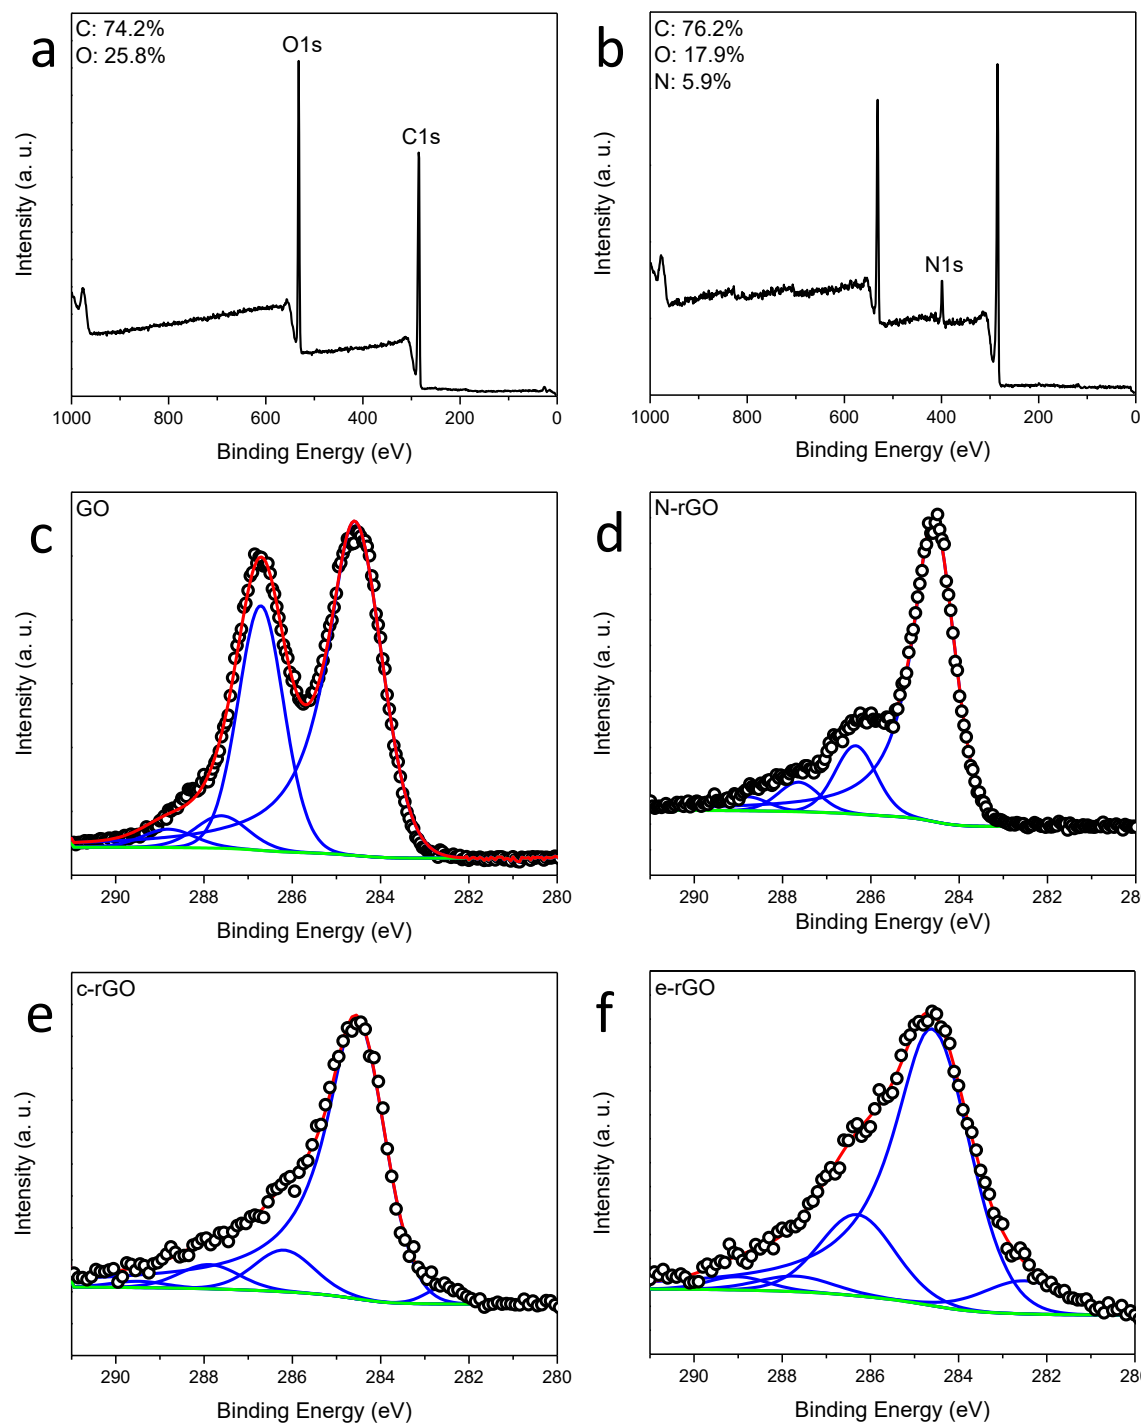 a
C: 74.2%
O: 25.8%
O1s
C1s
Intensity (a. u.)
1000 800 600 400 200 0
Binding Energy (eV)
b
C: 76.2%
O: 17.9%
N: 5.9%
N1s
Intensity (a. u.)
1000 800 600 400 200 0
Binding Energy (eV)
c
GO
Intensity (a. u.)
290 288 286 284 282 280
Binding Energy (eV)
d
N-rGO
Intensity (a. u.)
290 288 286 284 282 280
Binding Energy (eV)
e
c-rGO
Intensity (a. u.)
290 288 286 284 282 280
Binding Energy (eV)
f
e-rGO
Intensity (a. u.)
290 288 286 284 282 280
Binding Energy (eV)